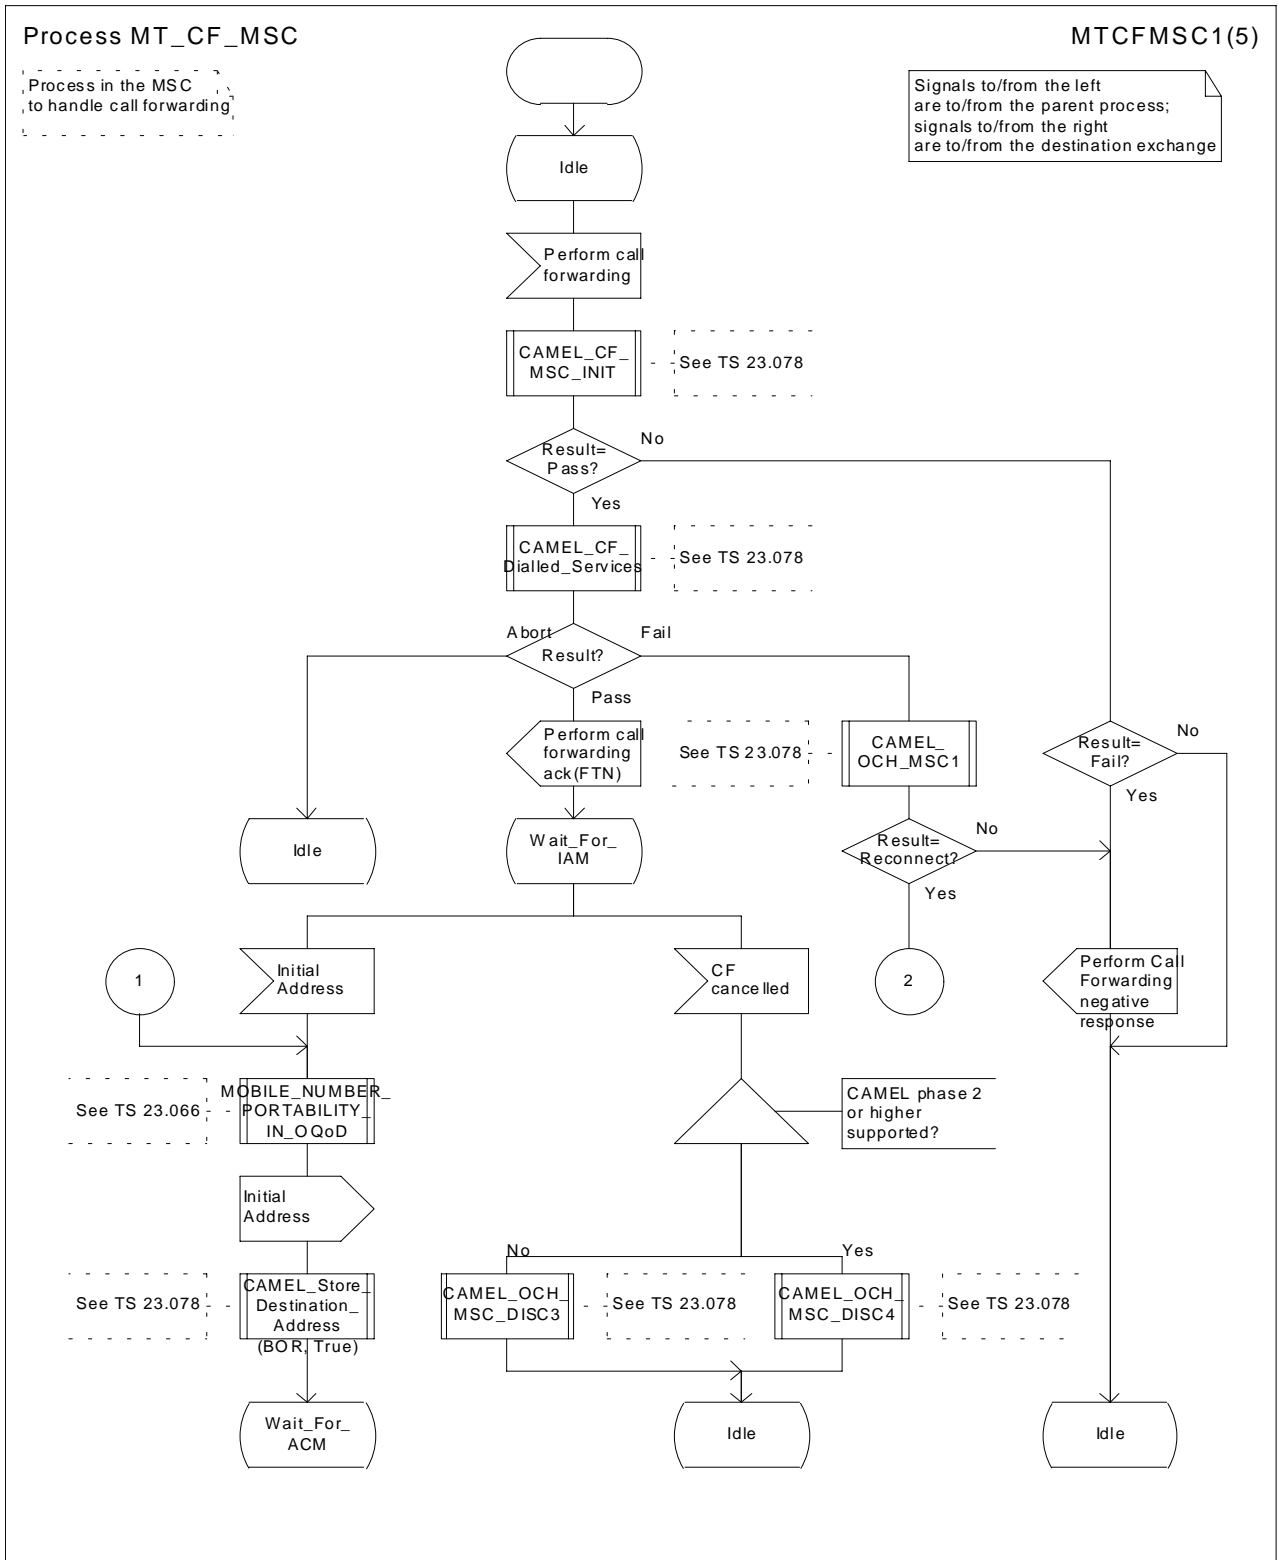 Process MT_CF_MSC
MTCFMSC1(5)
Process in the MSC
to handle call forwarding
Signals to/from the left
are to/from the parent process;
signals to/from the right
are to/from the destination exchange
Idle
Perform call
forwarding
CAMEL_CF_
MSC_INIT
See TS 23.078
Result=
Pass?
No
Yes
CAMEL_CF_
Dialled_Services
See TS 23.078
Abort
Fail
Result?
Pass
Perform call
forwarding
ack(FTN)
See TS 23.078
CAMEL_
OCH_MSC1
Result=
Fail?
No
Yes
Idle
Wait_For_
IAM
Result=
Reconnect?
No
Yes
1
Initial
Address
CF
cancelled
2
Perform Call
Forwarding
negative
response
See TS 23.066
MOBILE_NUMBER_
PORTABILITY_
IN_OQoD
CAMEL phase 2
or higher
supported?
Initial
Address
No
Yes
See TS 23.078
CAMEL_Store_
Destination_
Address
(BOR, True)
CAMEL_OCH_
MSC_DISC3
See TS 23.078
CAMEL_OCH_
MSC_DISC4
See TS 23.078
Wait_For_
ACM
Idle
Idle